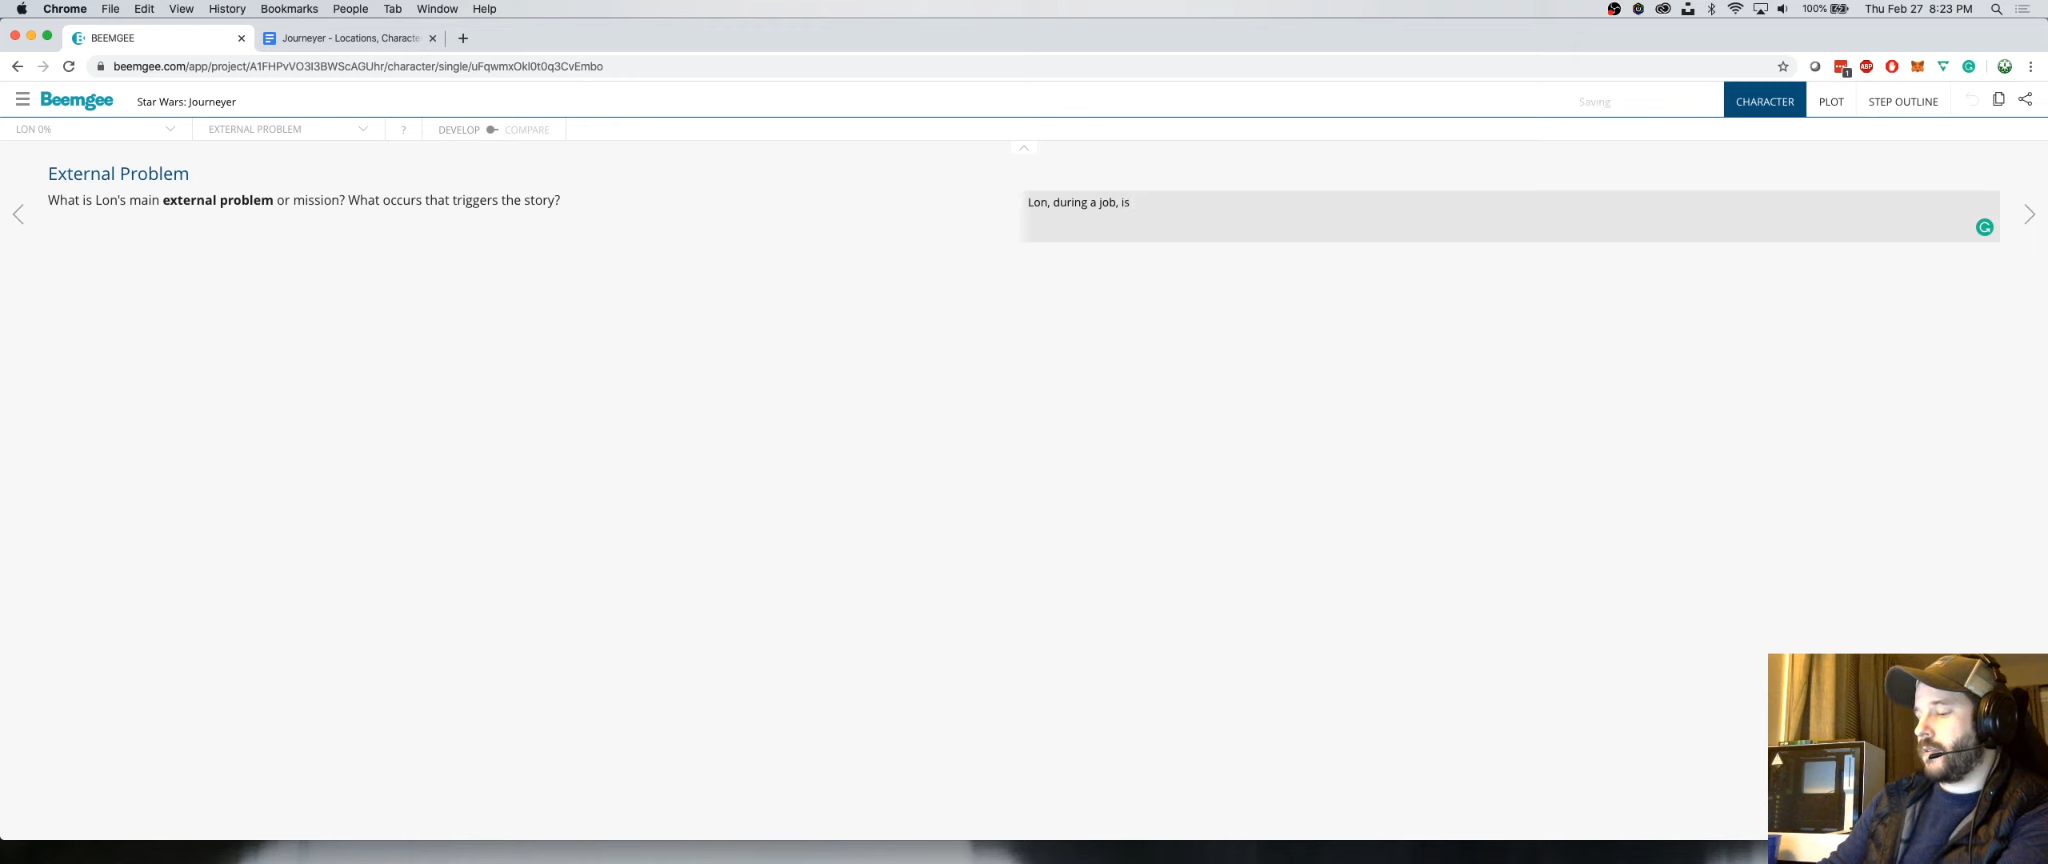 Chrome File Edit View History Bookmarks People Tab Window Help 100% Thu Feb 27 8:23 PM
BEEMGEE Journeyer - Locations, Characte
beemgee.com/app/project/A1FHPvVO3I3BWScAGUhr/character/single/uFqwmxOkl0t0q3CvEmbo 1 ABP
Beemgee Star Wars: Journeyer Saving CHARACTER PLOT STEP OUTLINE
LON 0% EXTERNAL PROBLEM ? DEVELOP COMPARE
External Problem
What is Lon's main external problem or mission? What occurs that triggers the story?
Lon, during a job, is